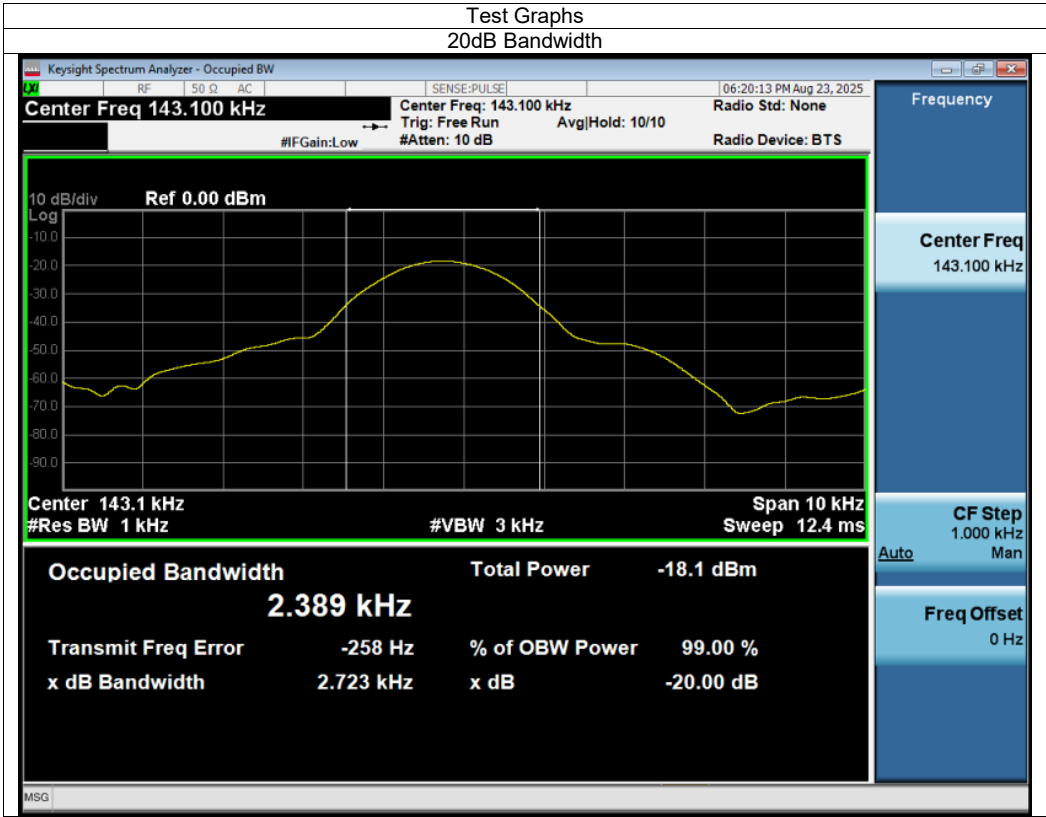 Test Graphs
20dB Bandwidth
Keysight Spectrum Analyzer - Occupied BW
LXI RF 50 Ω AC SENSE:PULSE 06:20:13 PM Aug 23, 2025
Center Freq 143.100 kHz
Center Freq: 143.100 kHz Radio Std: None
Trig: Free Run Avg|Hold: 10/10
#IFGain:Low #Atten: 10 dB Radio Device: BTS
10 dB/div Ref 0.00 dBm
Log
-10.0
-20.0
-30.0
-40.0
-50.0
-60.0
-70.0
-80.0
-90.0
Center 143.1 kHz Span 10 kHz
#Res BW 1 kHz #VBW 3 kHz Sweep 12.4 ms
Occupied Bandwidth Total Power -18.1 dBm
2.389 kHz
Transmit Freq Error -258 Hz % of OBW Power 99.00 %
x dB Bandwidth 2.723 kHz x dB -20.00 dB
MSG
Frequency
Center Freq
143.100 kHz
CF Step
1.000 kHz
Auto Man
Freq Offset
0 Hz